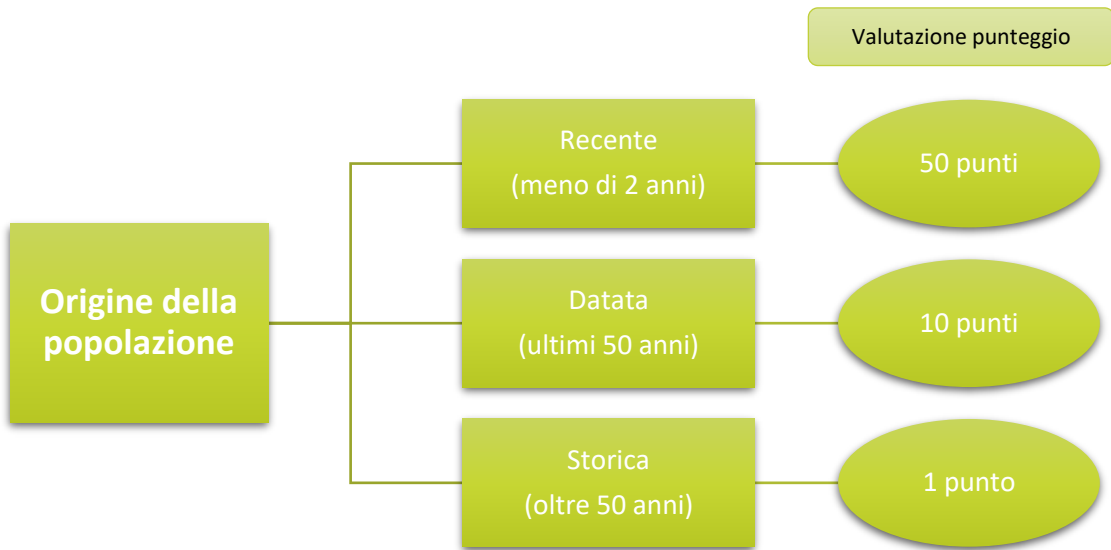 Valutazione punteggio
Recente
(meno di 2 anni)
50 punti
Origine della
popolazione
Datata
(ultimi 50 anni)
10 punti
Storica
(oltre 50 anni)
1 punto